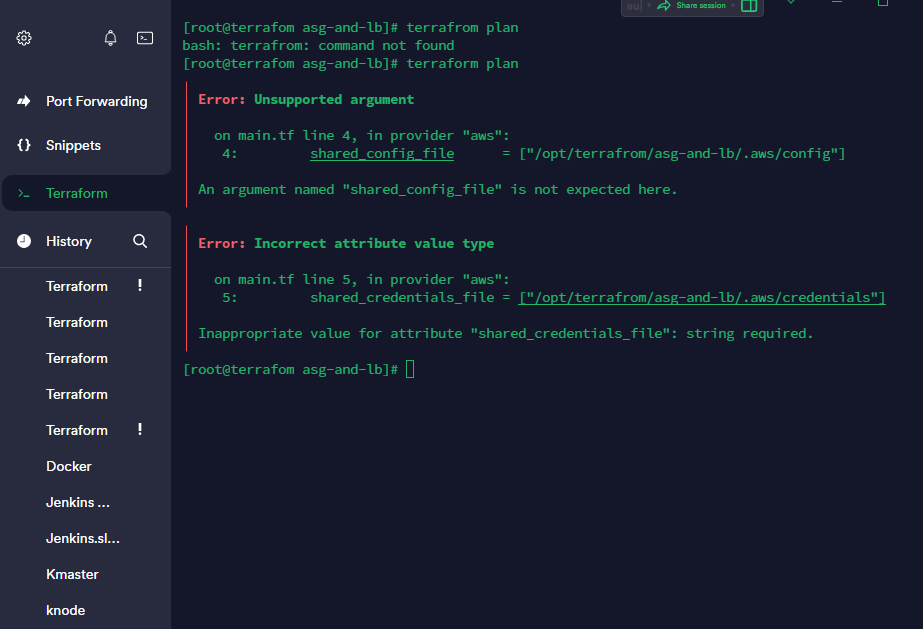 Share session
[root@terrafom asg-and-lb]# terrafrom plan
bash: terrafrom: command not found
[root@terrafom asg-and-lb]# terraform plan
Error: Unsupported argument
on main.tf line 4, in provider "aws":
4: shared_config_file = ["/opt/terrafrom/asg-and-lb/.aws/config"]
An argument named "shared_config_file" is not expected here.
Error: Incorrect attribute value type
on main.tf line 5, in provider "aws":
5: shared_credentials_file = ["/opt/terrafrom/asg-and-lb/.aws/credentials"]
Inappropriate value for attribute "shared_credentials_file": string required.
[root@terrafom asg-and-lb]#
Port Forwarding
{} Snippets
>_ Terraform
History
Terraform !
Terraform
Terraform
Terraform
Terraform !
Docker
Jenkins ...
Jenkins.sl...
Kmaster
knode